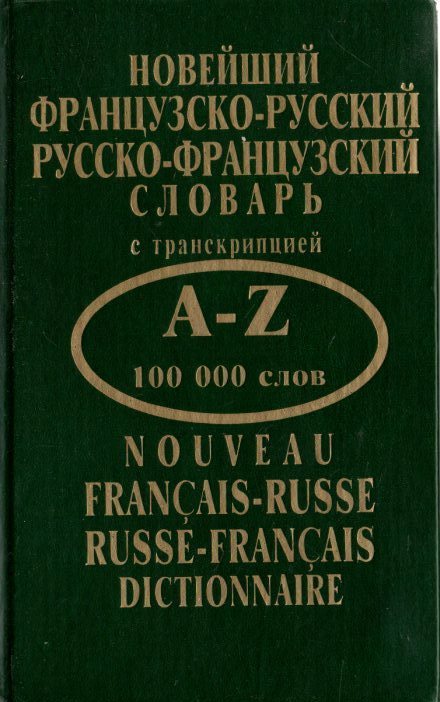 НОВЕЙШИЙ
ФРАНЦУЗСКО-РУССКИЙ
РУССКО-ФРАНЦУЗСКИЙ
СЛОВАРЬ
с транскрипцией
A-Z
100 000 слов
NOUVEAU
FRANÇAIS-RUSSE
RUSSE-FRANÇAIS
DICTIONNAIRE